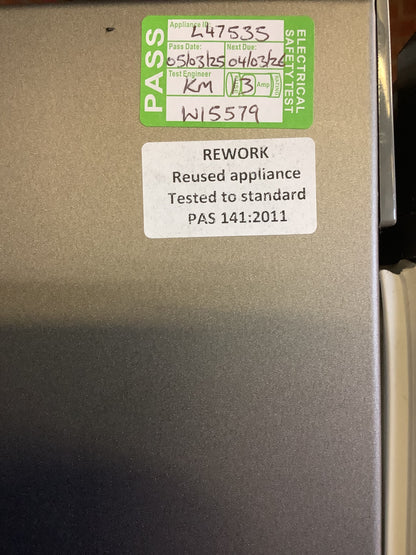 PASS
Appliance ID:
L47535
Pass Date: Next Due:
05/03/25 04/03/26
Test Engineer
KM 13 Amp
W15579
ELECTRICAL
SAFETY TEST
REWORK
Reused appliance
Tested to standard
PAS 141:2011